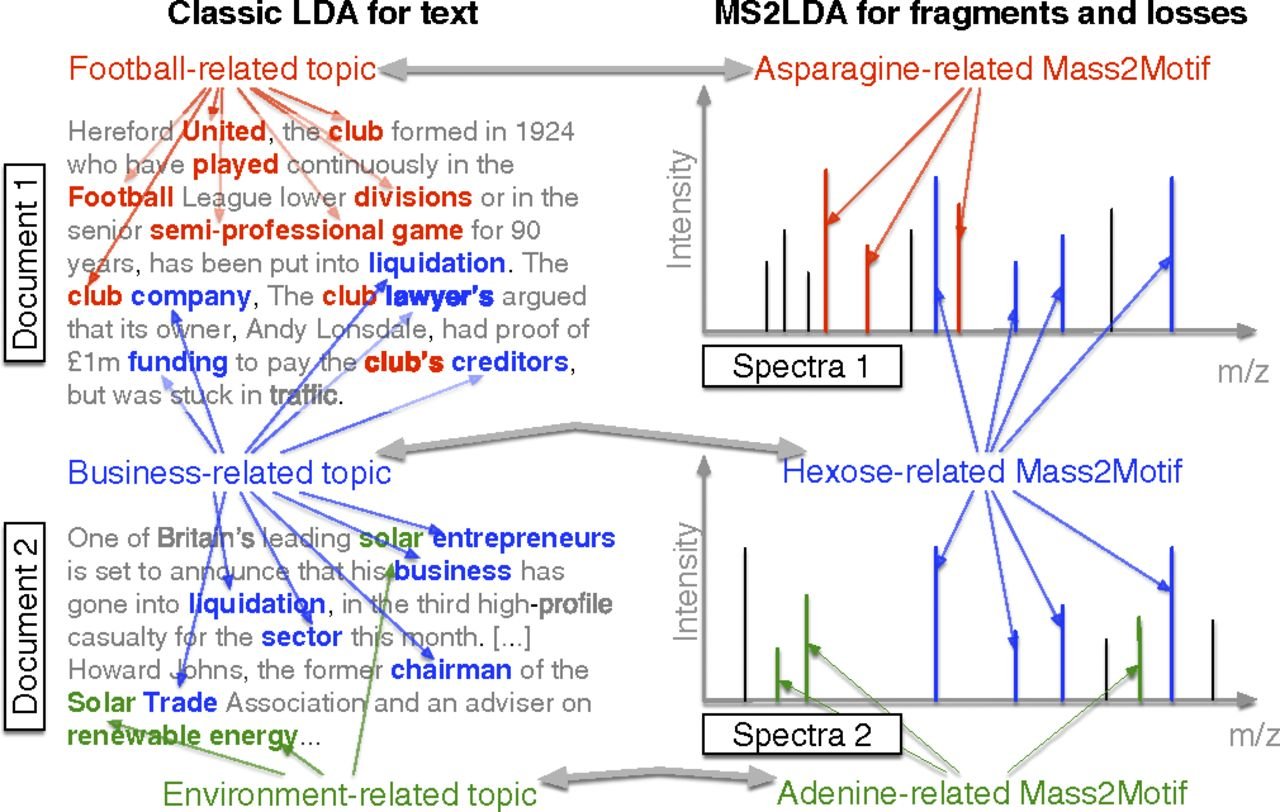 Classic LDA for text
MS2LDA for fragments and losses
Football-related topic
Asparagine-related Mass2Motif
Document 1
Hereford United, the club formed in 1924
who have played continuously in the
Football League lower divisions or in the
senior semi-professional game for 90
years, has been put into liquidation. The
club company, The club lawyer's argued
that its owner, Andy Lonsdale, had proof of
£1m funding to pay the club's creditors,
but was stuck in traffic.
Intensity
Spectra 1
m/z
Business-related topic
Hexose-related Mass2Motif
Document 2
One of Britain's leading solar entrepreneurs
is set to announce that his business has
gone into liquidation, in the third high-profile
casualty for the sector this month. [...]
Howard Johns, the former chairman of the
Solar Trade Association and an adviser on
renewable energy...
Intensity
Spectra 2
m/z
Environment-related topic
Adenine-related Mass2Motif